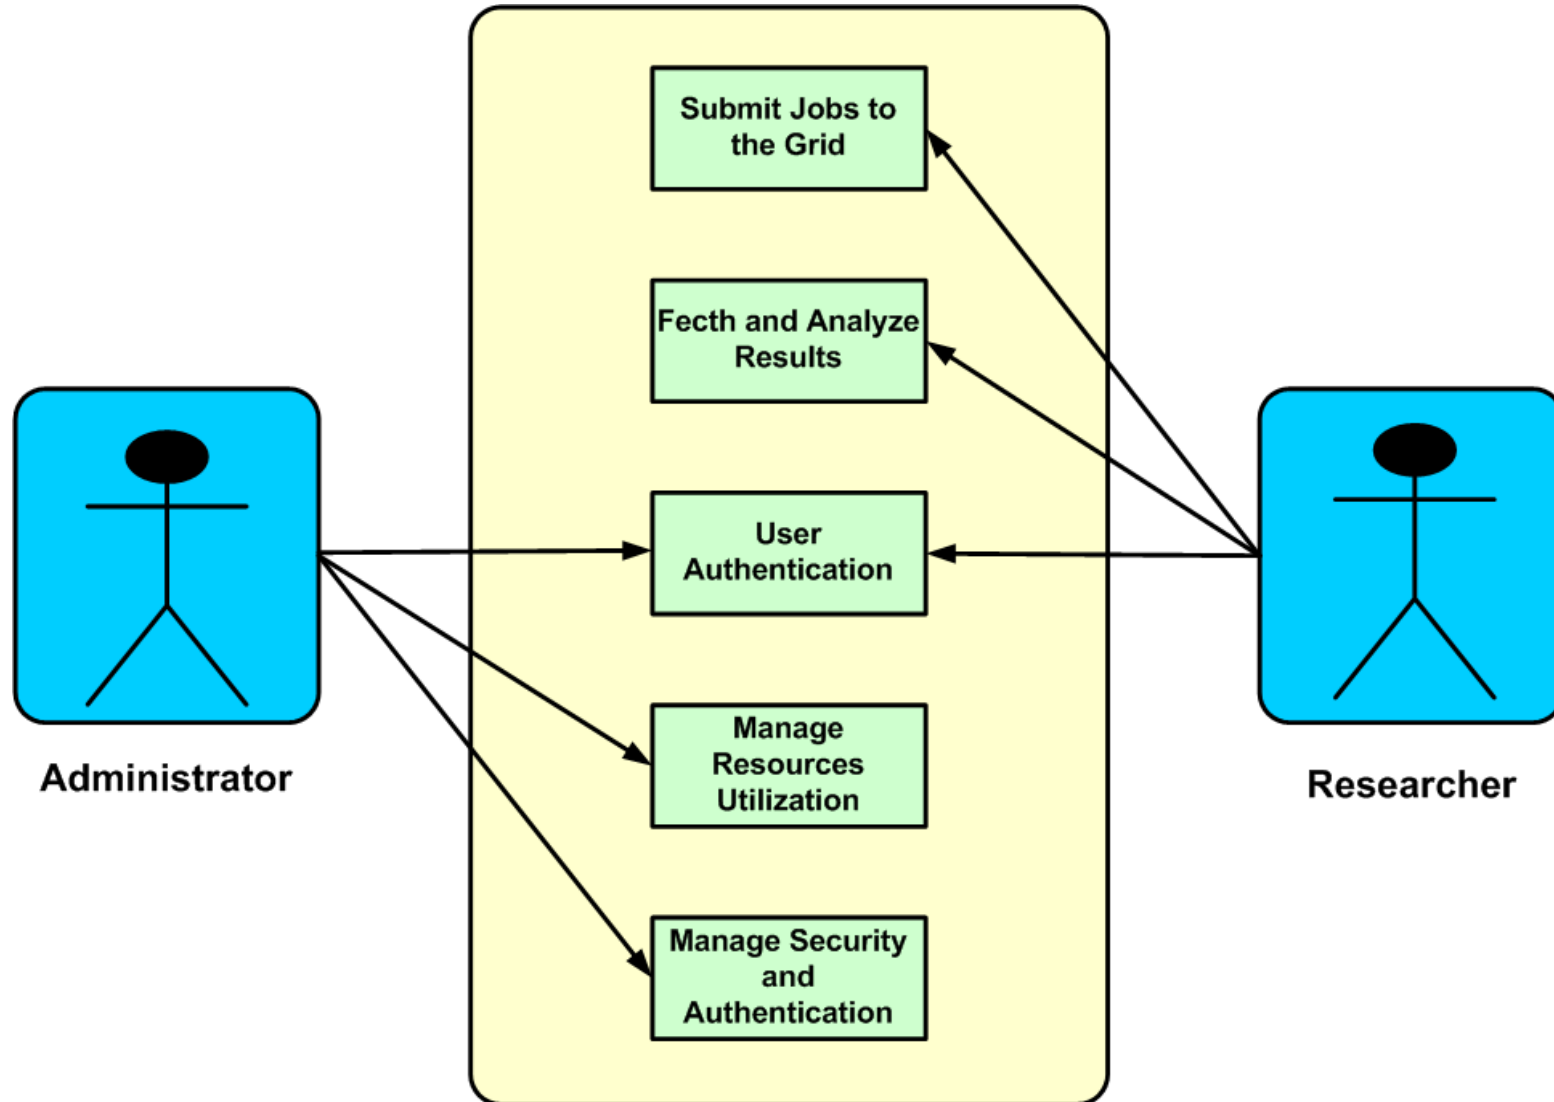 Submit Jobs to
the Grid
Fecth and Analyze
Results
User
Authentication
Manage
Resources
Utilization
Manage Security
and
Authentication
Administrator
Researcher